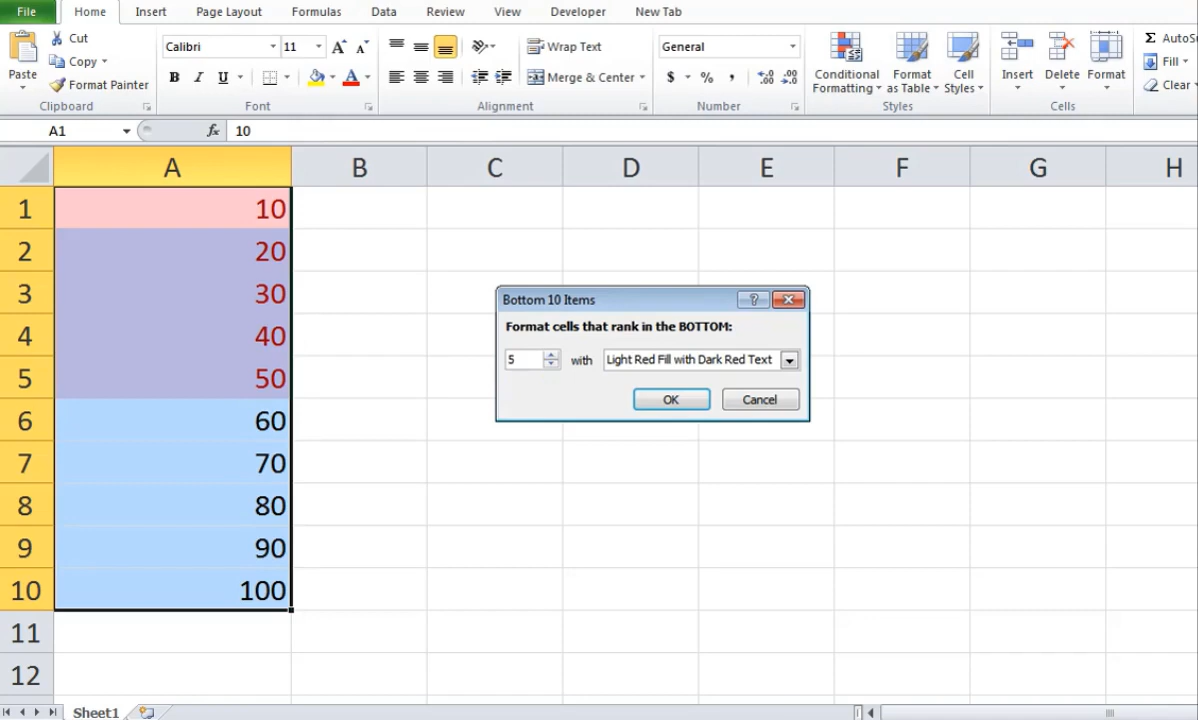 File Home Insert Page Layout Formulas Data Review View Developer New Tab
Paste
Cut
Copy
Format Painter
Clipboard
Calibri 11
B I U
Font
Wrap Text
Merge & Center
Alignment
General
$ % ,
Number
Conditional Formatting
Format as Table
Cell Styles
Styles
Insert
Delete
Format
Cells
Σ AutoS
Fill
Clear
A1 fx 10
A B C D E F G H
1 10
2 20
3 30
4 40
5 50
6 60
7 70
8 80
9 90
10 100
11
12
Bottom 10 Items ?
Format cells that rank in the BOTTOM:
5 with Light Red Fill with Dark Red Text
OK Cancel
Sheet1